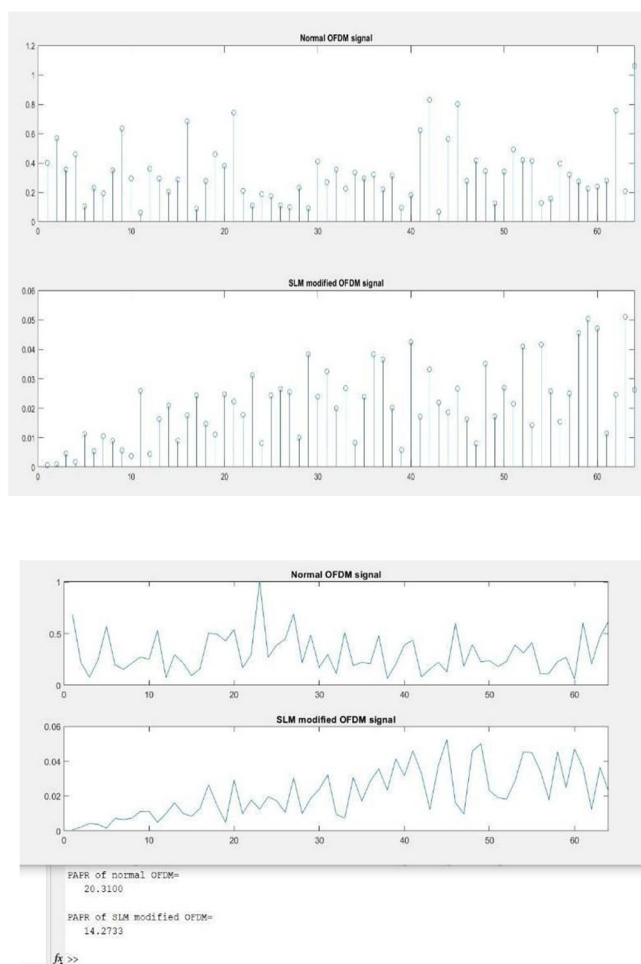 Normal OFDM signal
1.2
1
0.8
0.6
0.4
0.2
0
0 10 20 30 40 50 60
SLM modified OFDM signal
0.06
0.05
0.04
0.03
0.02
0.01
0
0 10 20 30 40 50 60
Normal OFDM signal
1
0.5
0
0 10 20 30 40 50 60
SLM modified OFDM signal
0.06
0.04
0.02
0
0 10 20 30 40 50 60
PAPR of normal OFDM=
20.3100
PAPR of SLM modified OFDM=
14.2733
fx >>